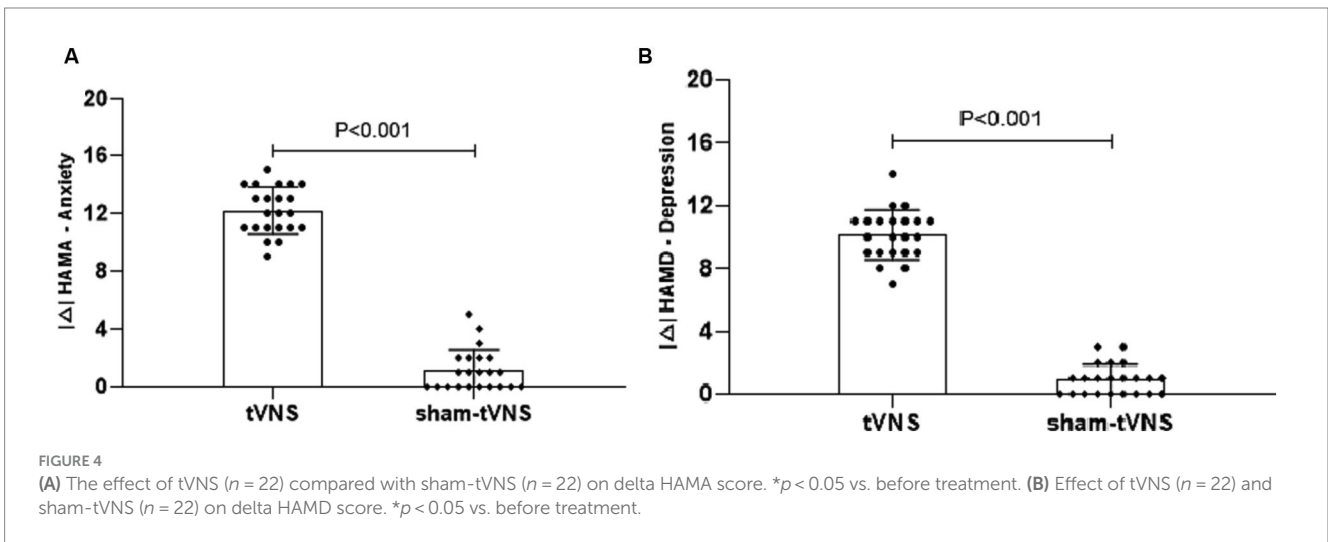 A
20
16
12
8
4
0
|△| HAMA - Anxiety
P<0.001
tVNS
sham-tVNS
B
20
16
12
8
4
0
|△| HAMD - Depression
P<0.001
tVNS
sham-tVNS
FIGURE 4
(A) The effect of tVNS (n = 22) compared with sham-tVNS (n = 22) on delta HAMA score. *p < 0.05 vs. before treatment. (B) Effect of tVNS (n = 22) and
sham-tVNS (n = 22) on delta HAMD score. *p < 0.05 vs. before treatment.